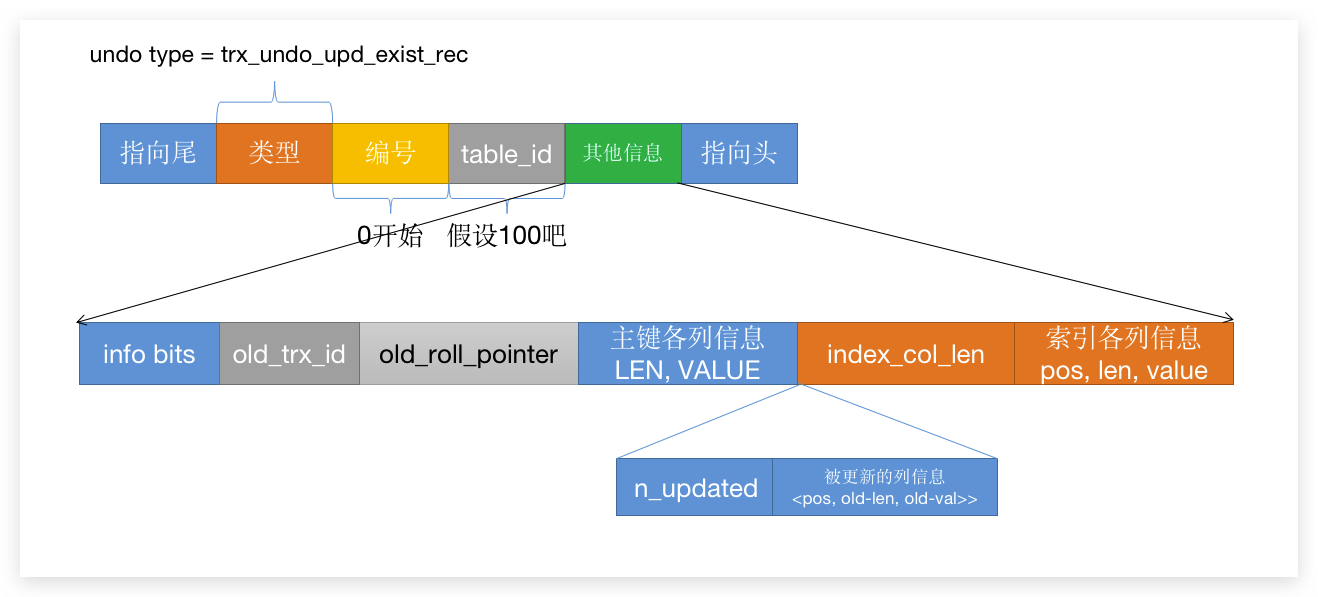 undo type = trx_undo_upd_exist_rec
指向尾
类型
编号
table_id
其他信息
指向头
0开始
假设100吧
info bits
old_trx_id
old_roll_pointer
主键各列信息
LEN, VALUE
index_col_len
索引各列信息
pos, len, value
n_updated
被更新的列信息
<pos, old-len, old-val>>